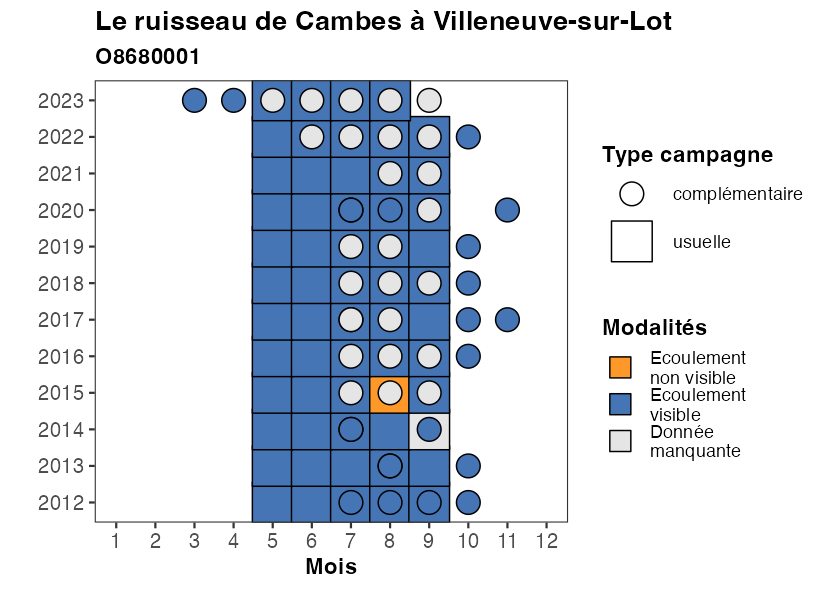 Le ruisseau de Cambes à Villeneuve-sur-Lot
O8680001
2023
2022
2021
2020
2019
2018
2017
2016
2015
2014
2013
2012
1 2 3 4 5 6 7 8 9 10 11 12
Mois
Type campagne
complémentaire
usuelle
Modalités
Ecoulement
non visible
Ecoulement
visible
Donnée
manquante